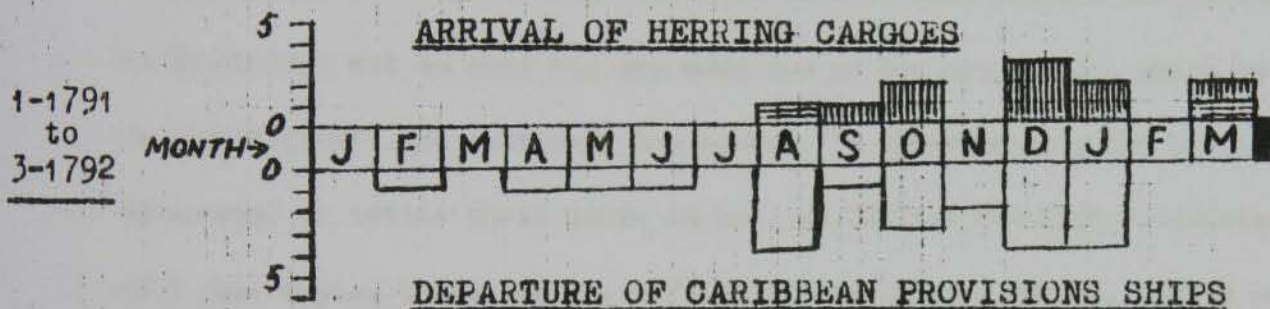 5
ARRIVAL OF HERRING CARGOES
1-1791
to
3-1792
0
MONTH→ J F M A M J J A S O N D J F M
0
5
DEPARTURE OF CARIBBEAN PROVISIONS SHIPS